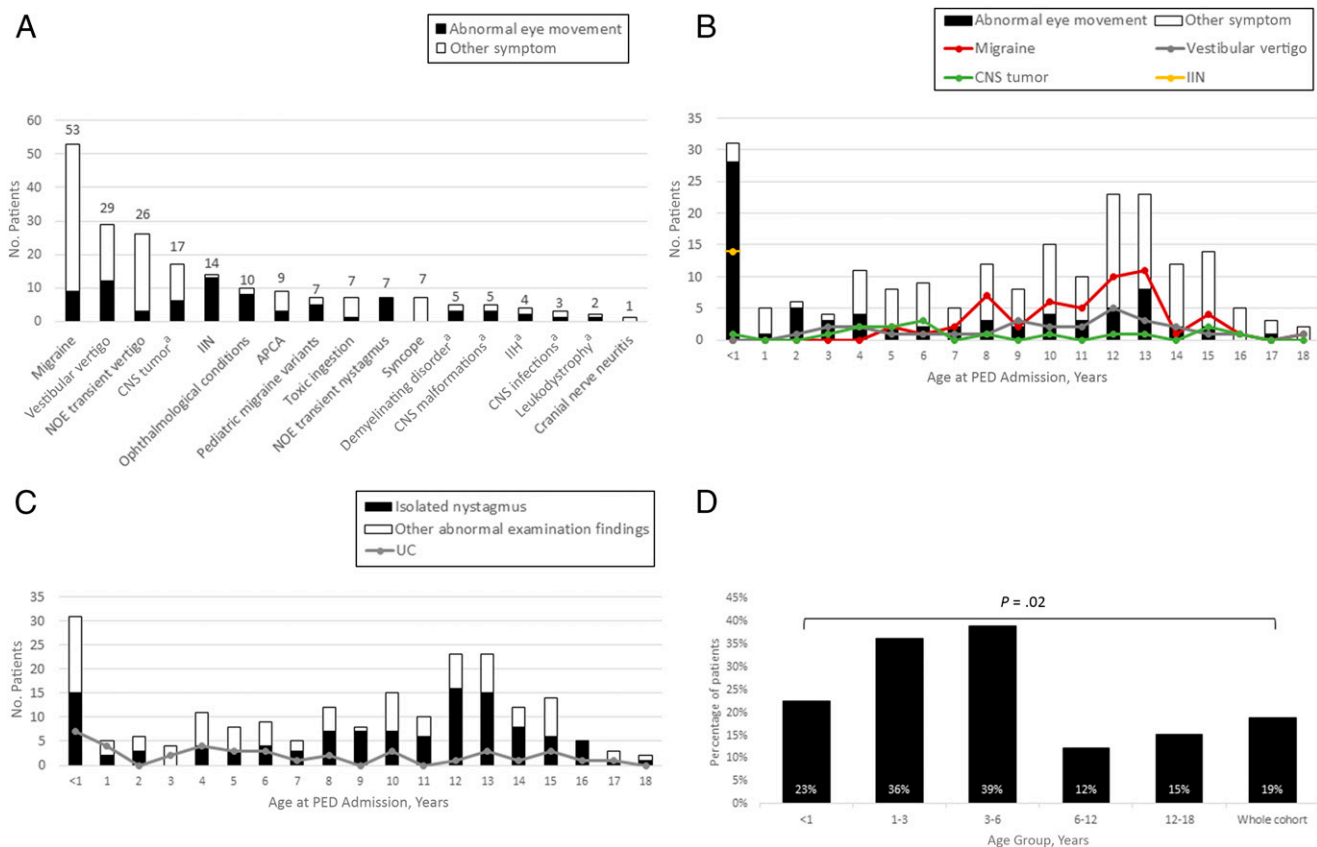 A
Abnormal eye movement
Other symptom
No. Patients
60
50
40
30
20
10
0
53
29
26
17
14
10
9
7
7
7
7
5
5
4
3
2
1
Migraine
Vestibular vertigo
NOE transient vertigo
CNS tumorᵃ
IIN
Ophthalmological conditions
APCA
Pediatric migraine variants
Toxic ingestion
NOE transient nystagmus
Syncope
Demyelinating disorderᵃ
CNS malformationsᵃ
IIHᵃ
CNS infectionsᵃ
Leukodystrophyᵃ
Cranial nerve neuritis
B
Abnormal eye movement Other symptom
Migraine Vestibular vertigo
CNS tumor IIN
No. Patients
35
30
25
20
15
10
5
0
<1 1 2 3 4 5 6 7 8 9 10 11 12 13 14 15 16 17 18
Age at PED Admission, Years
C
Isolated nystagmus
Other abnormal examination findings
UC
No. Patients
35
30
25
20
15
10
5
0
<1 1 2 3 4 5 6 7 8 9 10 11 12 13 14 15 16 17 18
Age at PED Admission, Years
D
Percentage of patients
45%
40%
35%
30%
25%
20%
15%
10%
5%
0%
P = .02
23% 36% 39% 12% 15% 19%
<1 1-3 3-6 6-12 12-18 Whole cohort
Age Group, Years